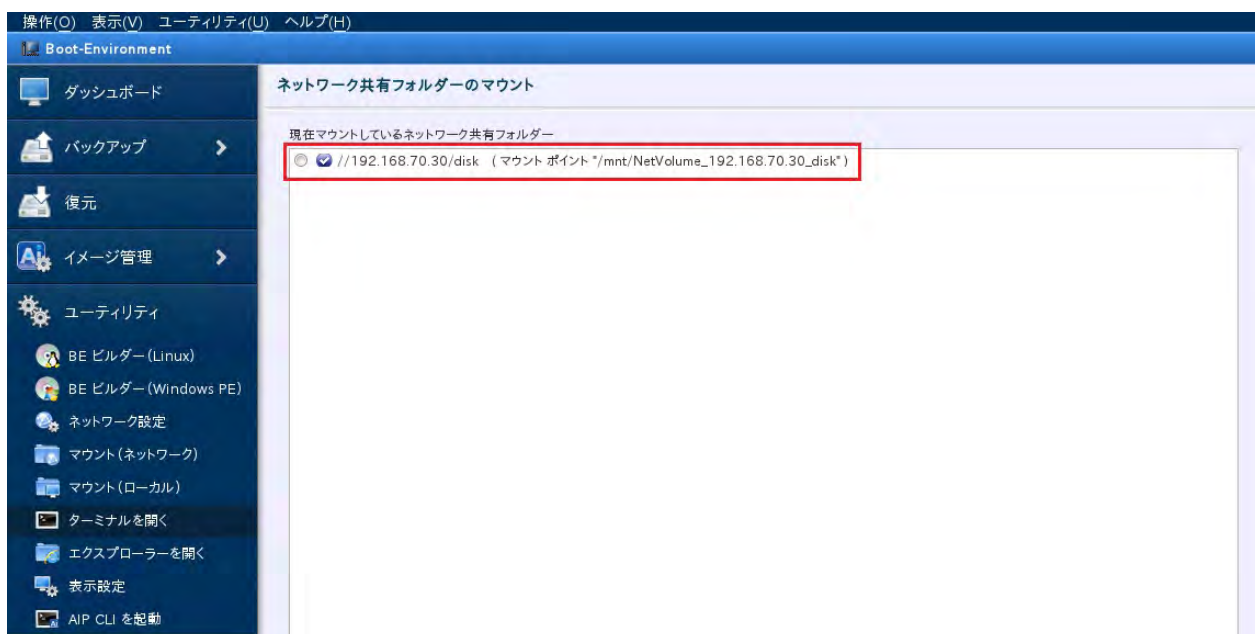 操作(O) 表示(V) ユーティリティ(U) ヘルプ(H)
Boot-Environment
ダッシュボード
バックアップ
復元
イメージ管理
ユーティリティ
BE ビルダー(Linux)
BE ビルダー(Windows PE)
ネットワーク設定
マウント(ネットワーク)
マウント(ローカル)
ターミナルを開く
エクスプローラーを開く
表示設定
AIP CLI を起動
ネットワーク共有フォルダーのマウント
現在マウントしているネットワーク共有フォルダー
//192.168.70.30/disk (マウント ポイント "/mnt/NetVolume_192.168.70.30_disk")